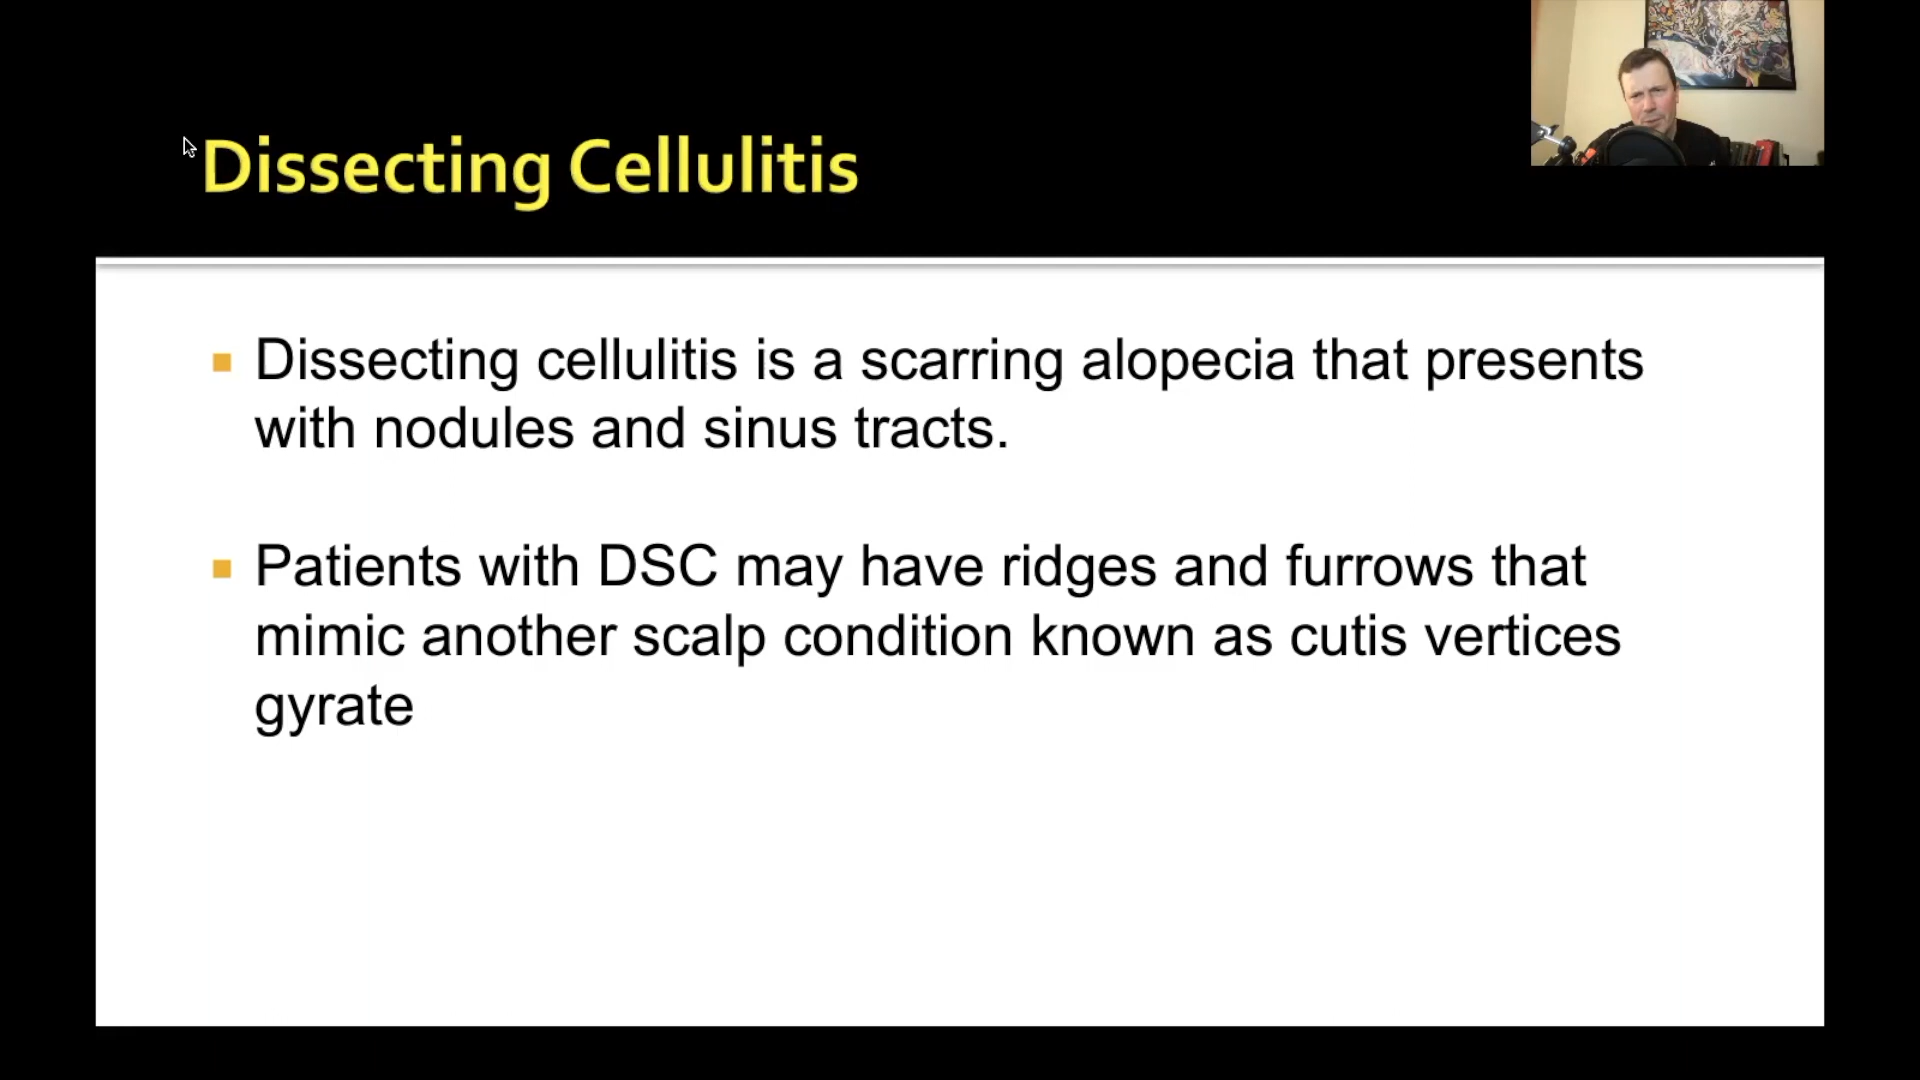 Dissecting Cellulitis
Dissecting cellulitis is a scarring alopecia that presents
with nodules and sinus tracts.
Patients with DSC may have ridges and furrows that
mimic another scalp condition known as cutis vertices
gyrate